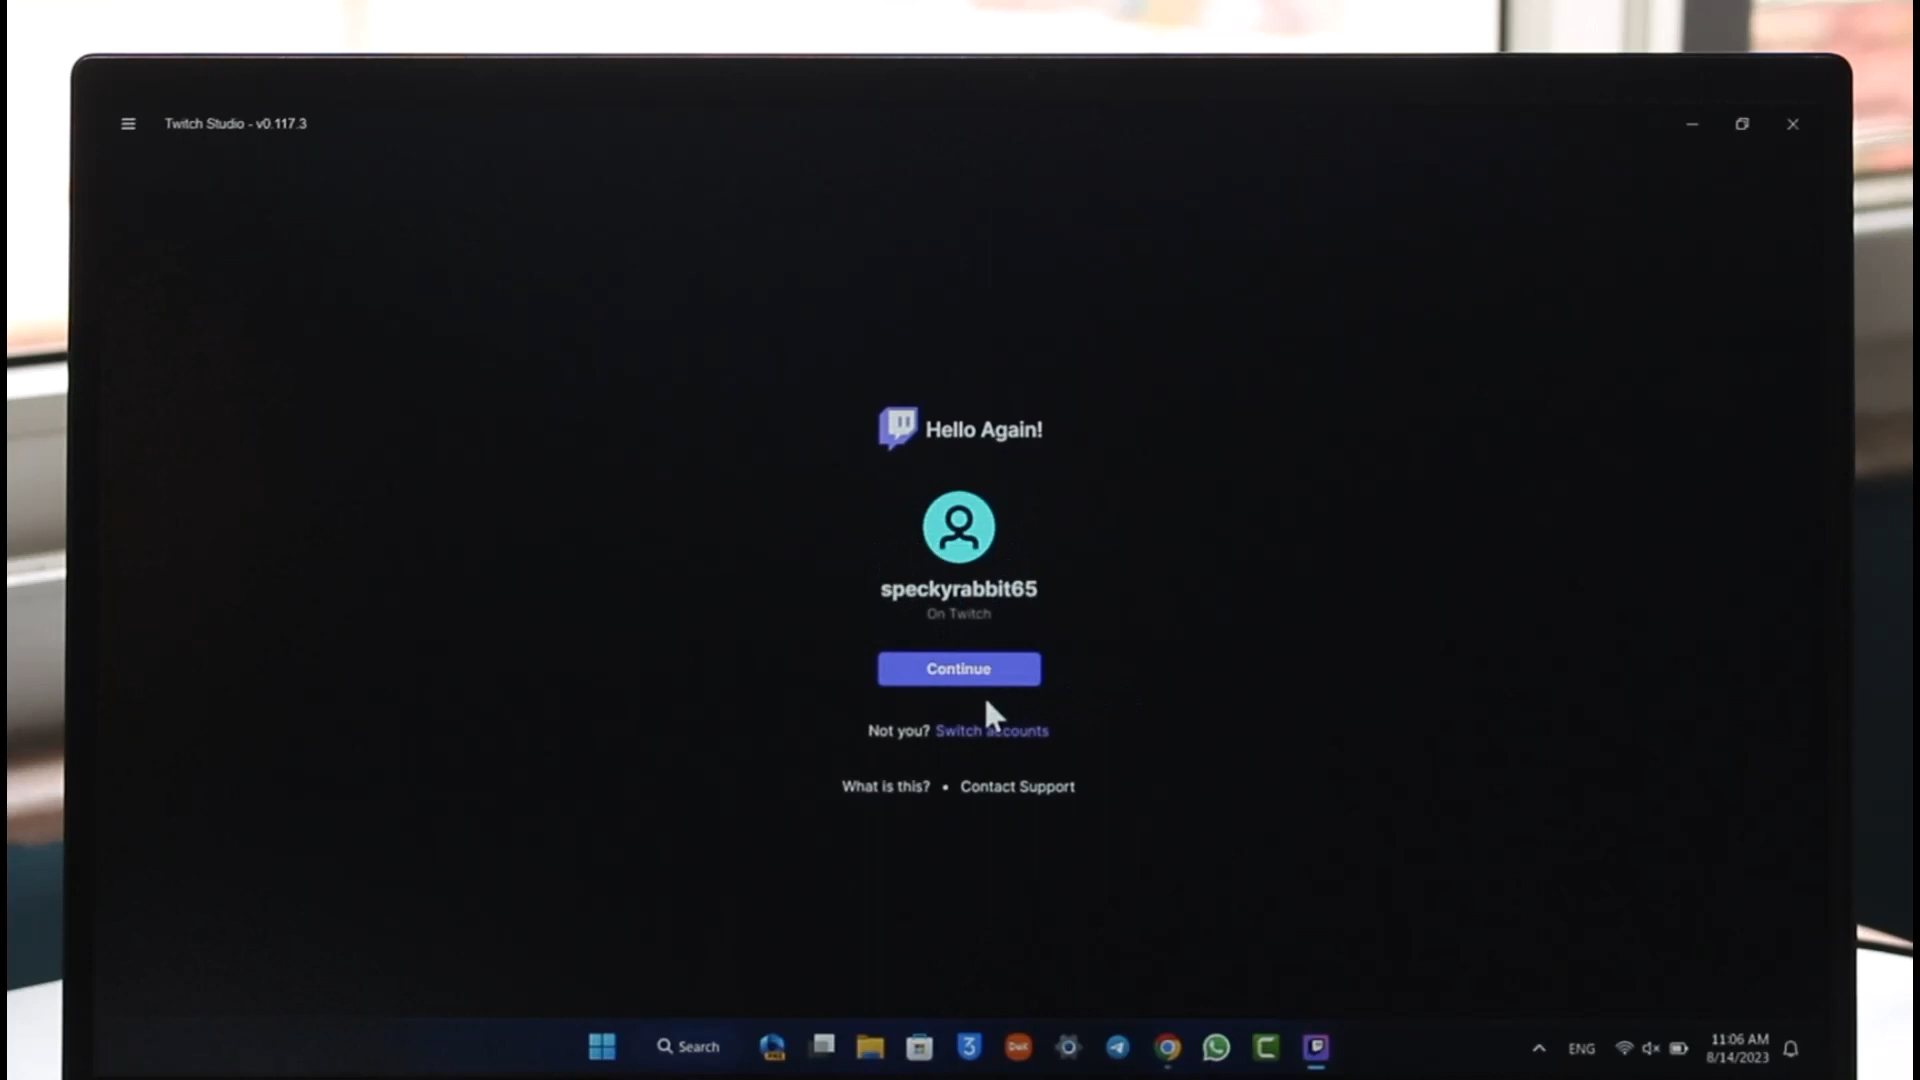 Twitch Studio - v0.117.3
Hello Again!
speckyrabbit65
On Twitch
Continue
Not you? Switch accounts
What is this? • Contact Support
Search
ENG
11:06 AM
8/14/2023